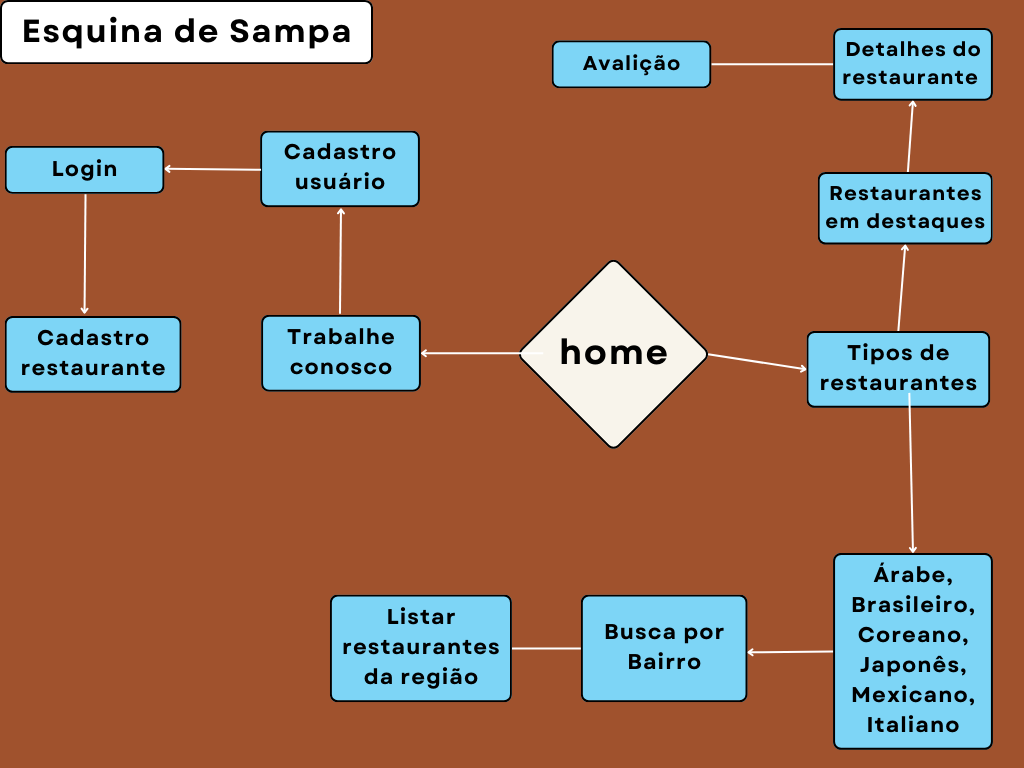 Esquina de Sampa
Avalição
Detalhes do
restaurante
Login
Cadastro
usuário
Restaurantes
em destaques
Cadastro
restaurante
Trabalhe
conosco
home
Tipos de
restaurantes
Listar
restaurantes
da região
Busca por
Bairro
Árabe,
Brasileiro,
Coreano,
Japonês,
Mexicano,
Italiano